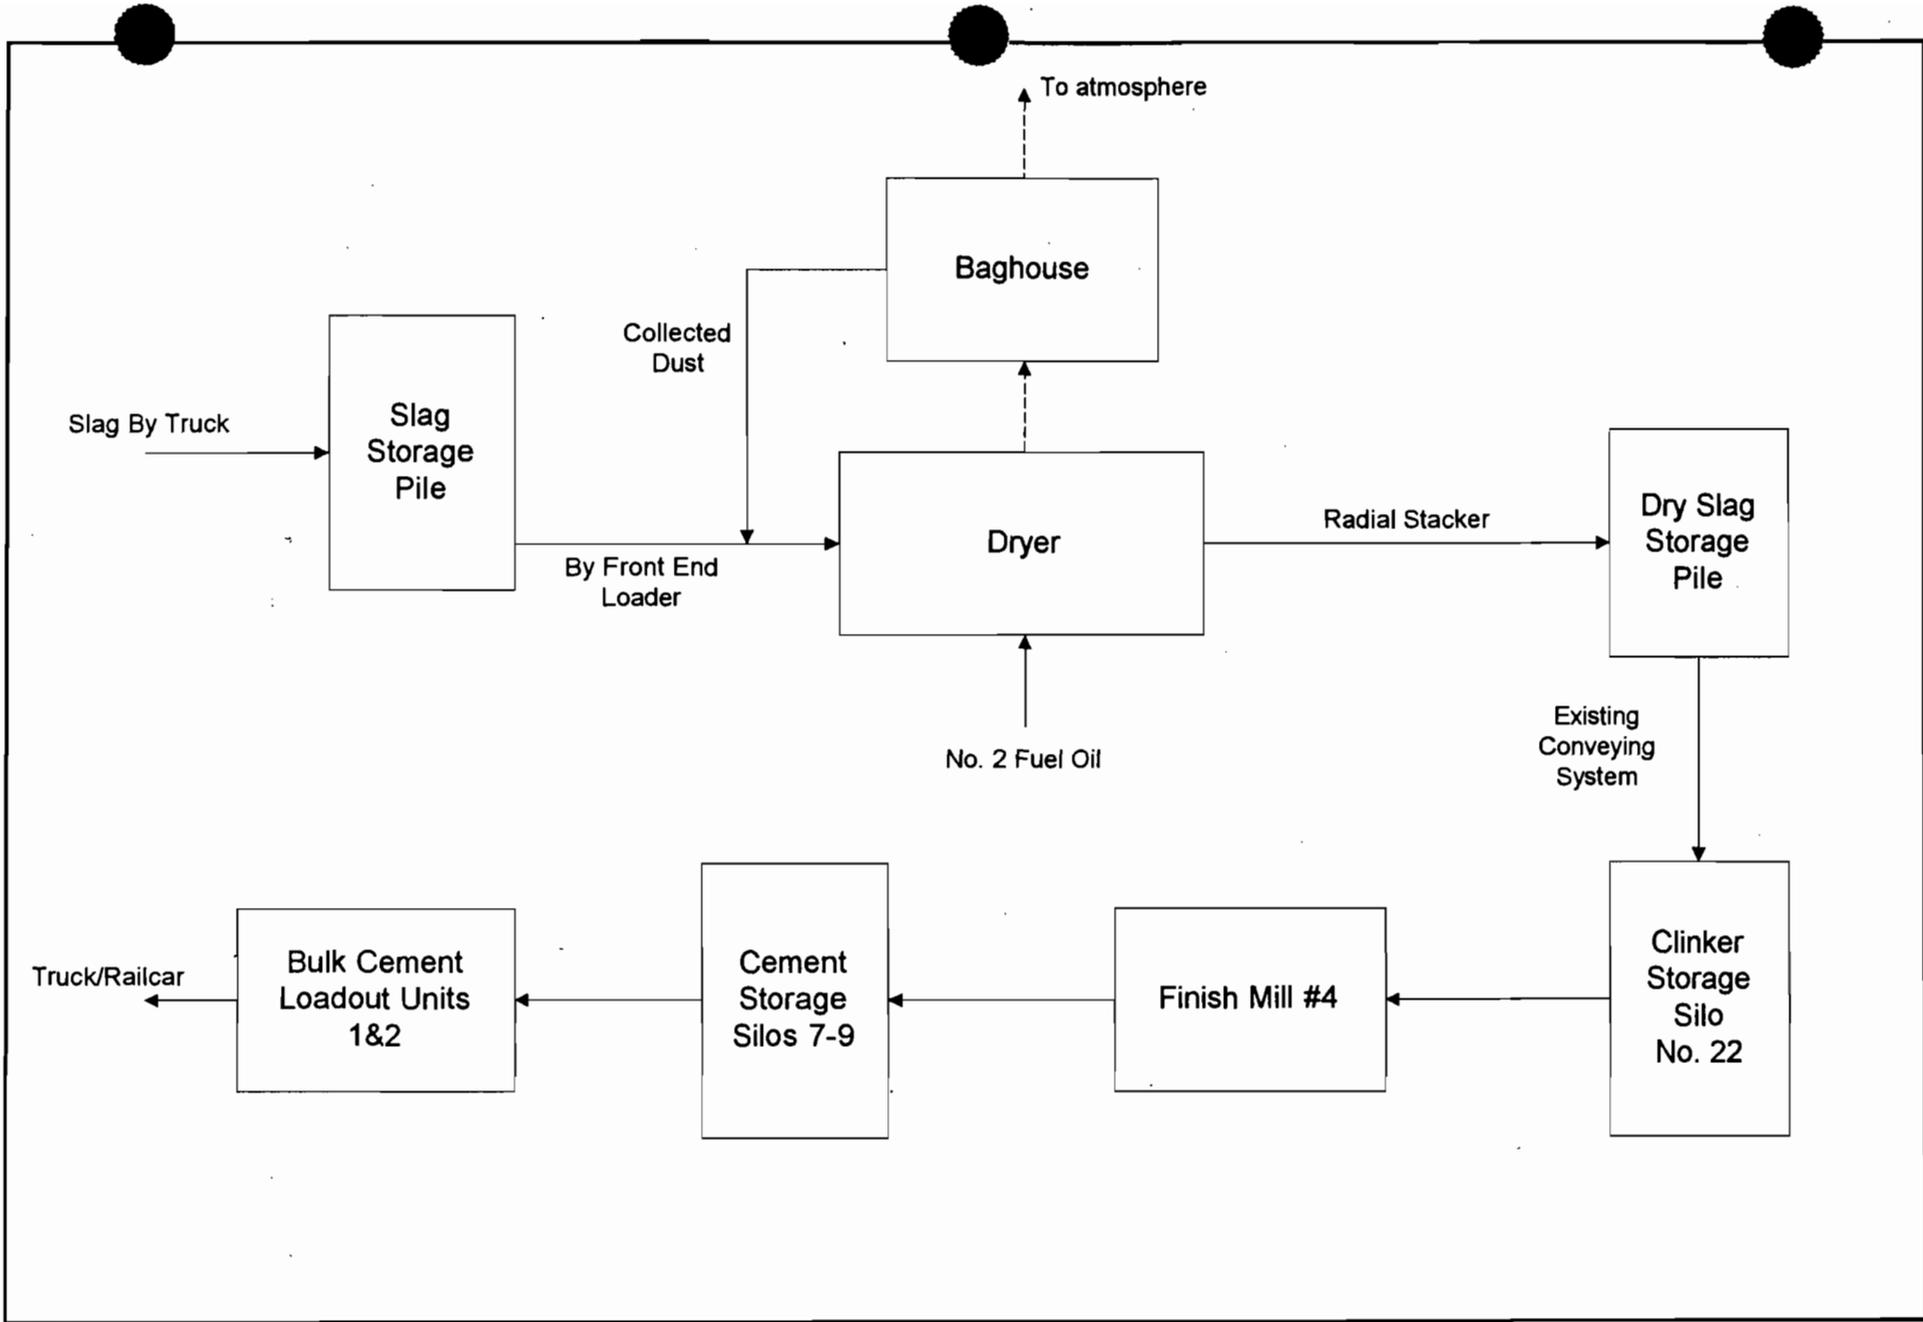 To atmosphere
Baghouse
Collected
Dust
Slag By Truck
Slag
Storage
Pile
By Front End
Loader
Dryer
Radial Stacker
Dry Slag
Storage
Pile
No. 2 Fuel Oil
Existing
Conveying
System
Truck/Railcar
Bulk Cement
Loadout Units
1&2
Cement
Storage
Silos 7-9
Finish Mill #4
Clinker
Storage
Silo
No. 22